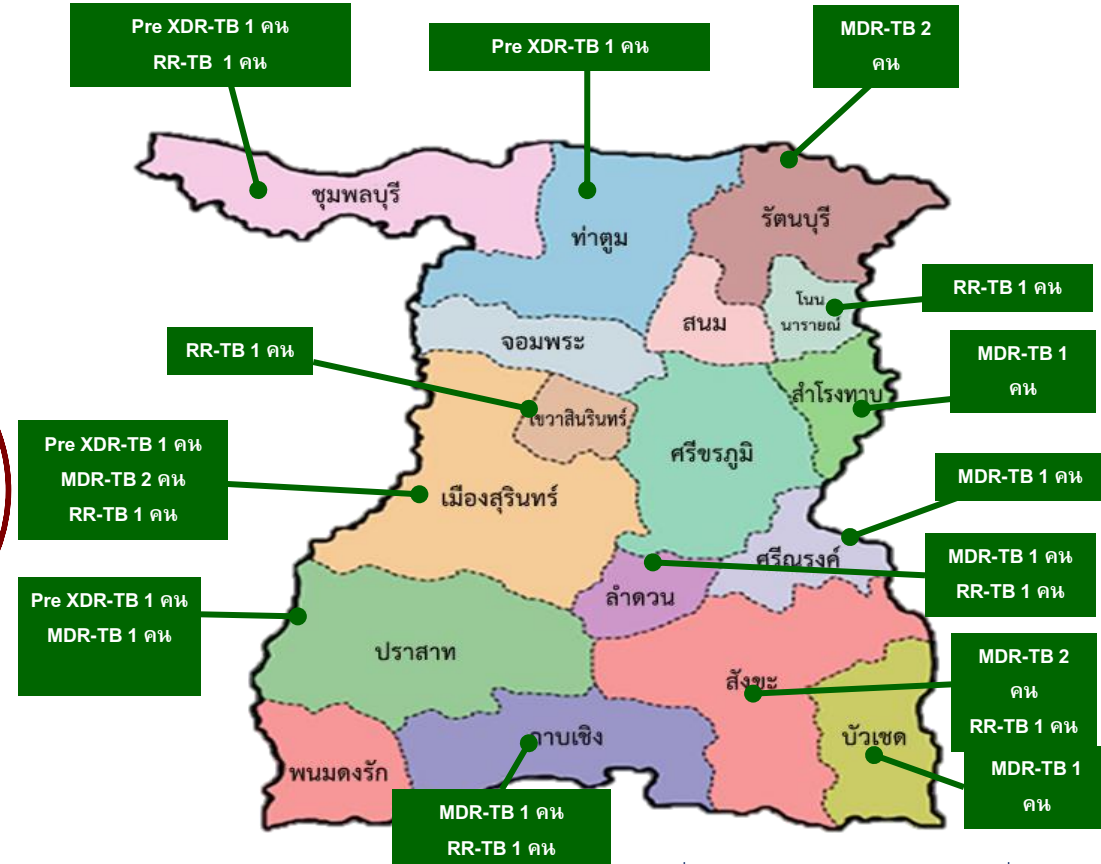 Pre XDR-TB 1 คน
RR-TB 1 คน
Pre XDR-TB 1 คน
MDR-TB 2
คน
ชุมพลบุรี
ท่าตูม
รัตนบุรี
RR-TB 1 คน
โนน
นารายณ์
สนม
จอมพระ
RR-TB 1 คน
MDR-TB 1
คน
สำโรงทาบ
เขวาสินรินทร์
ศรีขรภูมิ
Pre XDR-TB 1 คน
MDR-TB 2 คน
RR-TB 1 คน
เมืองสุรินทร์
MDR-TB 1 คน
ศรีณรงค์
MDR-TB 1 คน
RR-TB 1 คน
ลำดวน
Pre XDR-TB 1 คน
MDR-TB 1 คน
ปราสาท
สังขะ
MDR-TB 2
คน
RR-TB 1 คน
กาบเชิง
บัวเชด
พนมดงรัก
MDR-TB 1
คน
MDR-TB 1 คน
RR-TB 1 คน